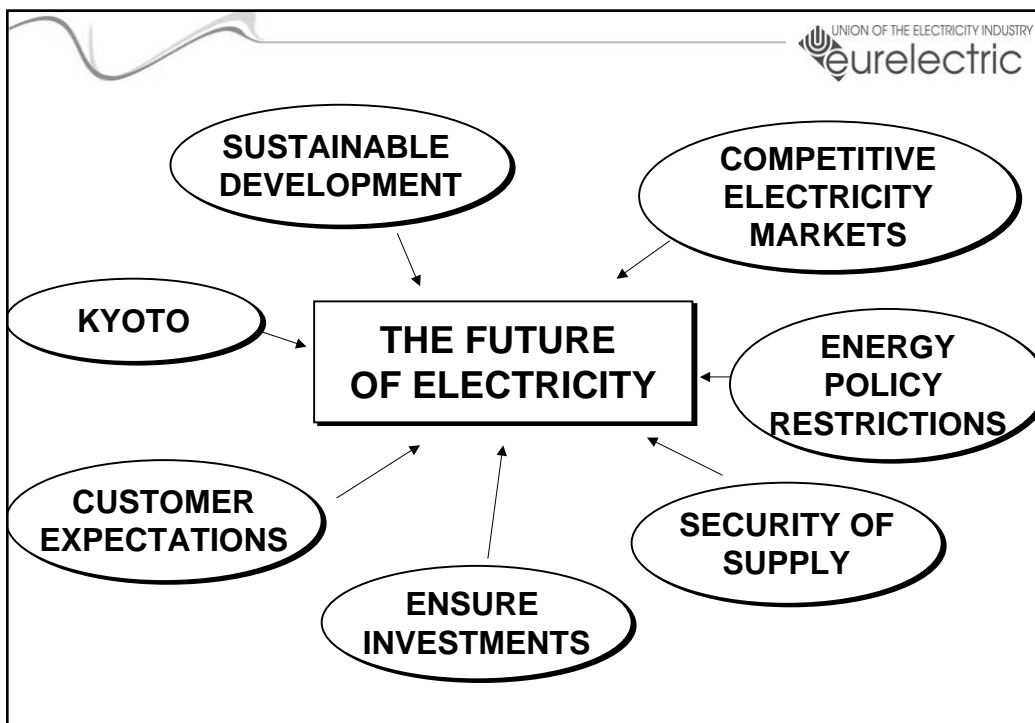 UNION OF THE ELECTRICITY INDUSTRY
eurelectric
SUSTAINABLE
DEVELOPMENT
COMPETITIVE
ELECTRICITY
MARKETS
KYOTO
THE FUTURE
OF ELECTRICITY
ENERGY
POLICY
RESTRICTIONS
CUSTOMER
EXPECTATIONS
SECURITY OF
SUPPLY
ENSURE
INVESTMENTS